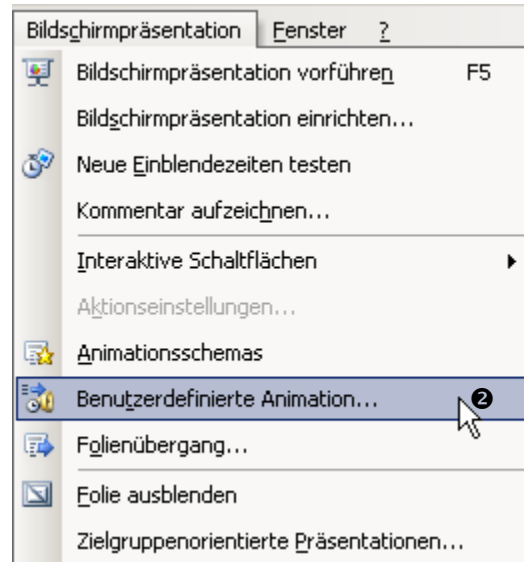 Bildschirmpräsentation Fenster ?
Bildschirmpräsentation vorführen F5
Bildschirmpräsentation einrichten...
Neue Einblendezeiten testen
Kommentar aufzeichnen...
Interaktive Schaltflächen
Aktionseinstellungen...
Animationsschemas
Benutzerdefinierte Animation... ❷
Folienübergang...
Folie ausblenden
Zielgruppenorientierte Präsentationen...